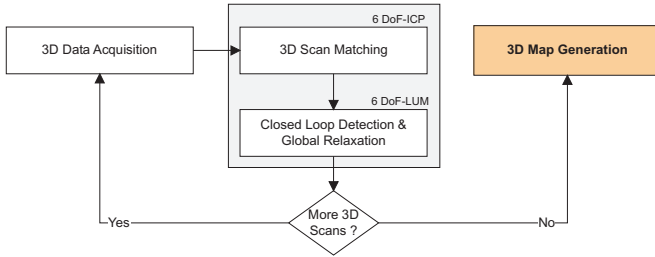 6 DoF-ICP
3D Data Acquisition
3D Scan Matching
3D Map Generation
6 DoF-LUM
Closed Loop Detection &
Global Relaxation
More 3D
Scans ?
Yes
No